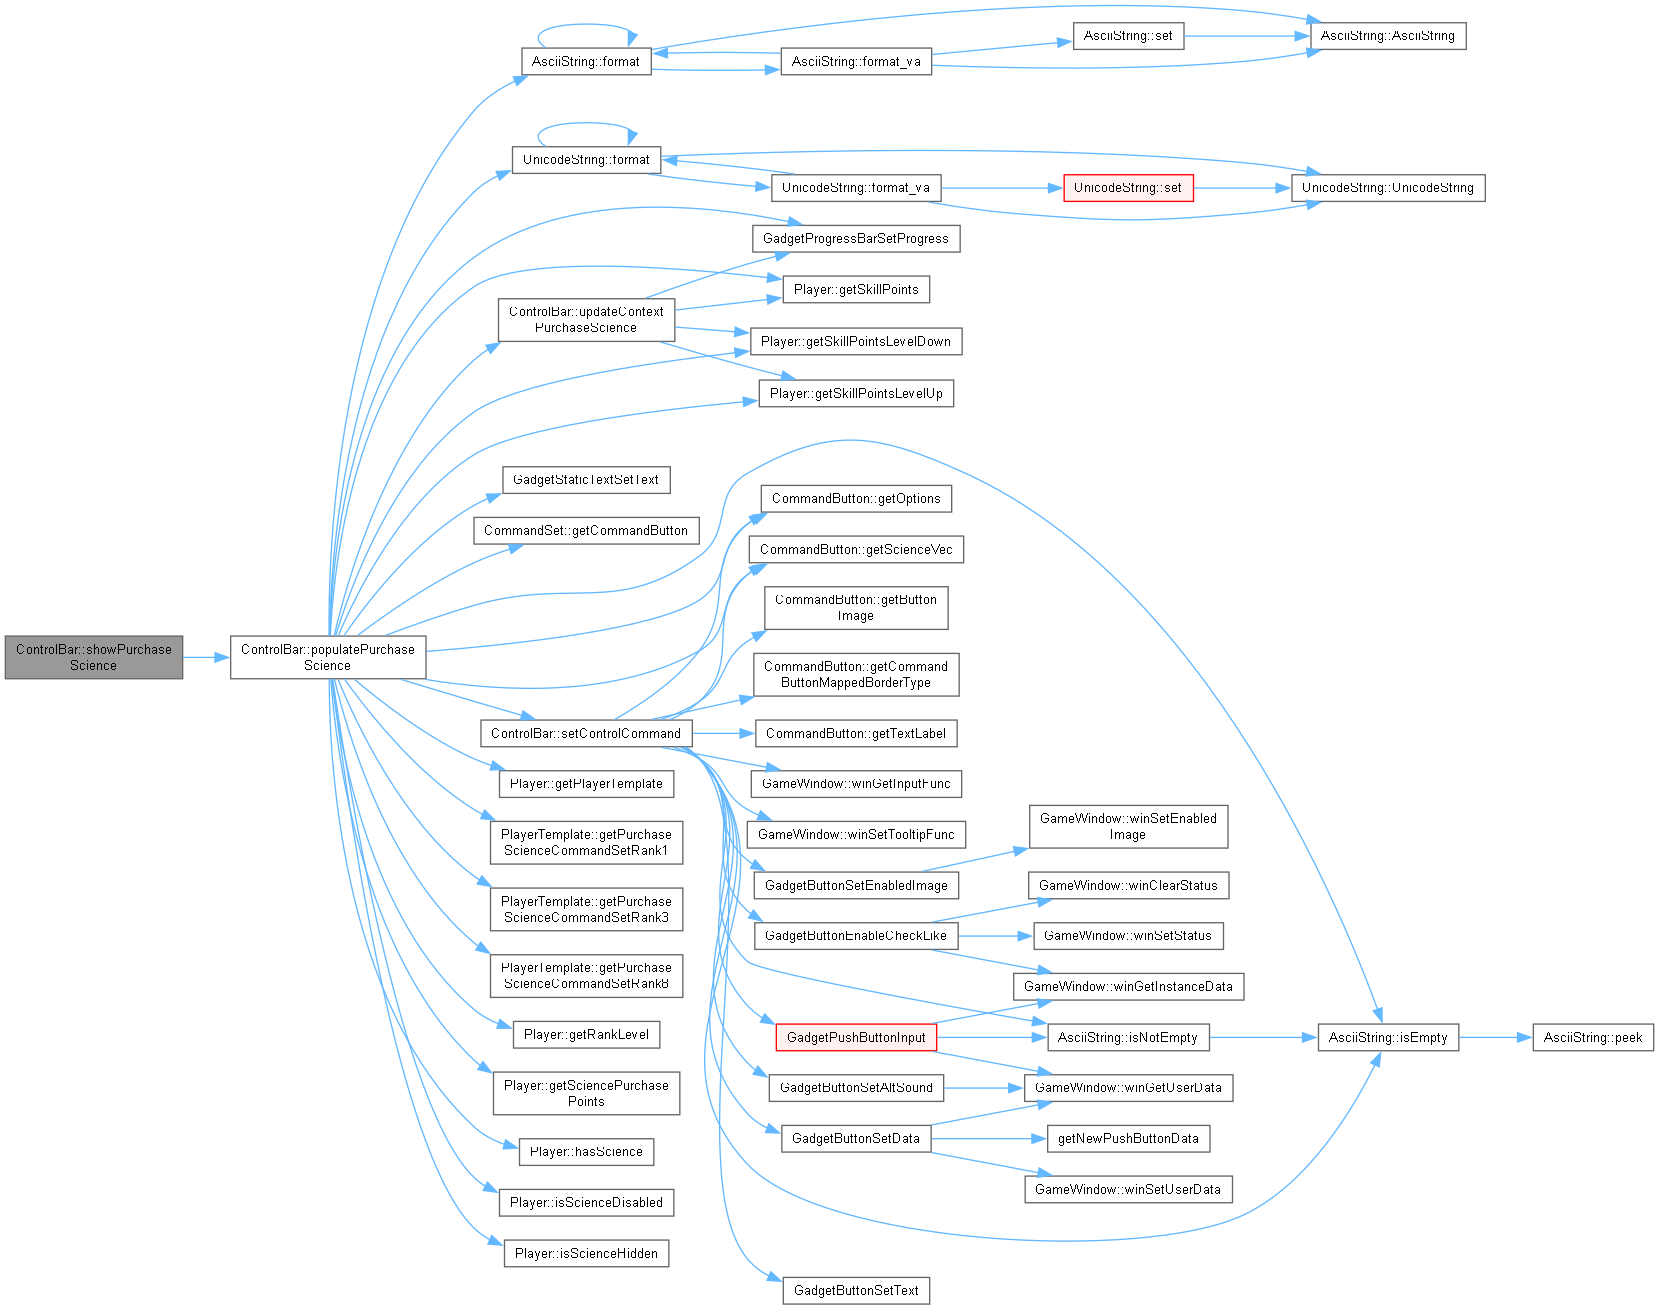 AsciiString::set
AsciiString::AsciiString
AsciiString::format
AsciiString::format_va
UnicodeString::format
UnicodeString::format_va
UnicodeString::set
UnicodeString::UnicodeString
GadgetProgressBarSetProgress
Player::getSkillPoints
ControlBar::updateContext
PurchaseScience
Player::getSkillPointsLevelDown
Player::getSkillPointsLevelUp
GadgetStaticTextSetText
CommandButton::getOptions
CommandSet::getCommandButton
CommandButton::getScienceVec
CommandButton::getButton
Image
ControlBar::showPurchase
Science
ControlBar::populatePurchase
Science
CommandButton::getCommand
ButtonMappedBorderType
ControlBar::setControlCommand
CommandButton::getTextLabel
Player::getPlayerTemplate
GameWindow::winGetInputFunc
PlayerTemplate::getPurchase
ScienceCommandSetRank1
GameWindow::winSetTooltipFunc
GameWindow::winSetEnabled
Image
PlayerTemplate::getPurchase
ScienceCommandSetRank3
GadgetButtonSetEnabledImage
GameWindow::winClearStatus
GadgetButtonEnableCheckLike
GameWindow::winSetStatus
PlayerTemplate::getPurchase
ScienceCommandSetRank8
GameWindow::winGetInstanceData
Player::getRankLevel
GadgetPushButtonInput
AsciiString::isNotEmpty
AsciiString::isEmpty
AsciiString::peek
Player::getSciencePurchase
Points
GadgetButtonSetAltSound
GameWindow::winGetUserData
Player::hasScience
GadgetButtonSetData
getNewPushButtonData
Player::isScienceDisabled
GameWindow::winSetUserData
Player::isScienceHidden
GadgetButtonSetText